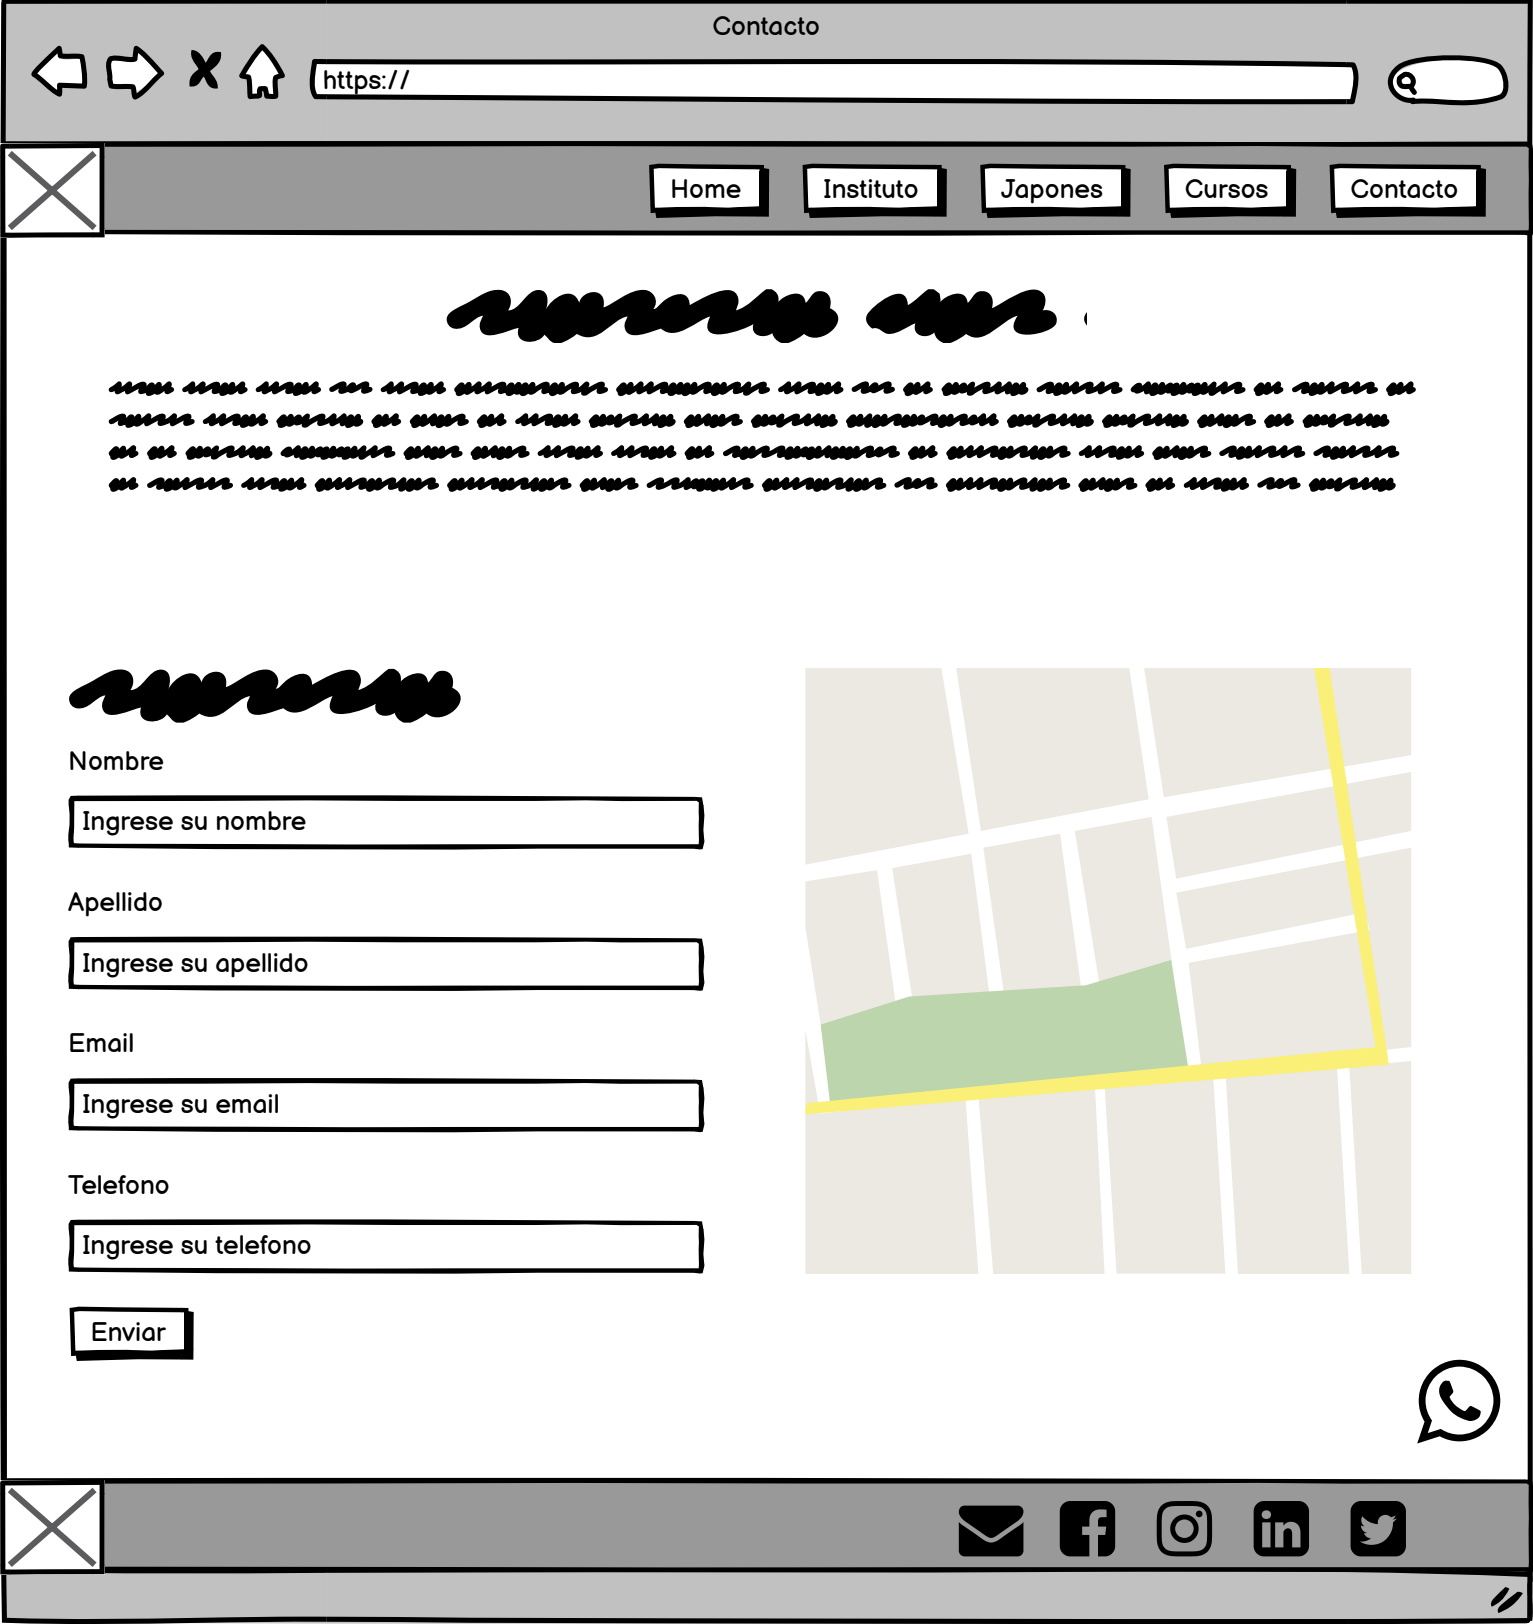 Contacto
https://
Home Instituto Japones Cursos Contacto
Nombre
Ingrese su nombre
Apellido
Ingrese su apellido
Email
Ingrese su email
Telefono
Ingrese su telefono
Enviar